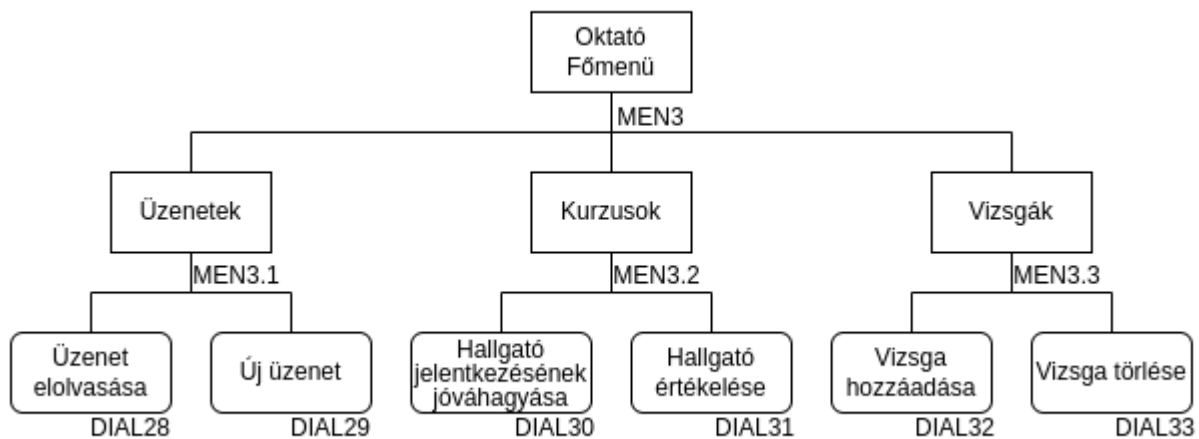 Oktató
Főmenü
MEN3
Üzenetek
Kurzusok
Vizsgák
MEN3.1
MEN3.2
MEN3.3
Üzenet
elolvasása
DIAL28
Új üzenet
DIAL29
Hallgató
jelentkezésének
jóváhagyása
DIAL30
Hallgató
értékelése
DIAL31
Vizsga
hozzáadása
DIAL32
Vizsga törlése
DIAL33